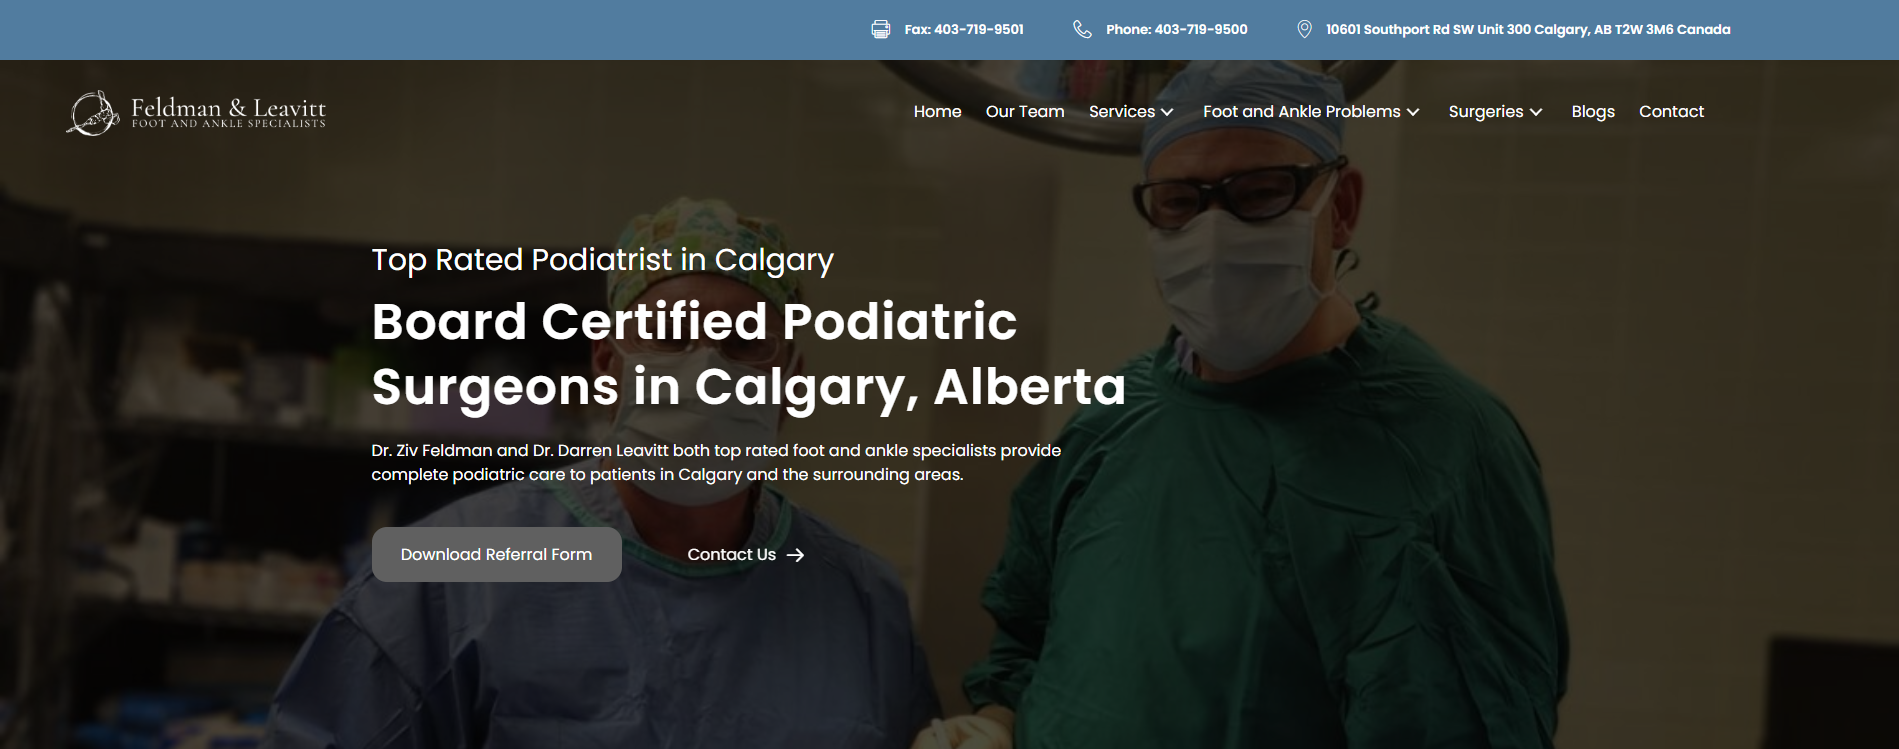 Fax: 403-719-9501
Phone: 403-719-9500
10601 Southport Rd SW Unit 300 Calgary, AB T2W 3M6 Canada
Feldman & Leavitt
FOOT AND ANKLE SPECIALISTS
Home
Our Team
Services
Foot and Ankle Problems
Surgeries
Blogs
Contact
Top Rated Podiatrist in Calgary
Board Certified Podiatric
Surgeons in Calgary, Alberta
Dr. Ziv Feldman and Dr. Darren Leavitt both top rated foot and ankle specialists provide
complete podiatric care to patients in Calgary and the surrounding areas.
Download Referral Form
Contact Us